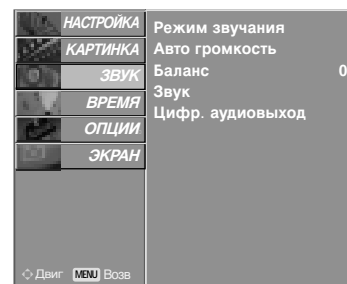 НАСТРОЙКА
КАРТИНКА
ЗВУК
ВРЕМЯ
ОПЦИИ
ЭКРАН
Режим звучания
Авто громкость
Баланс 0
Звук
Цифр. аудиовыход
Двиг MENU Возв